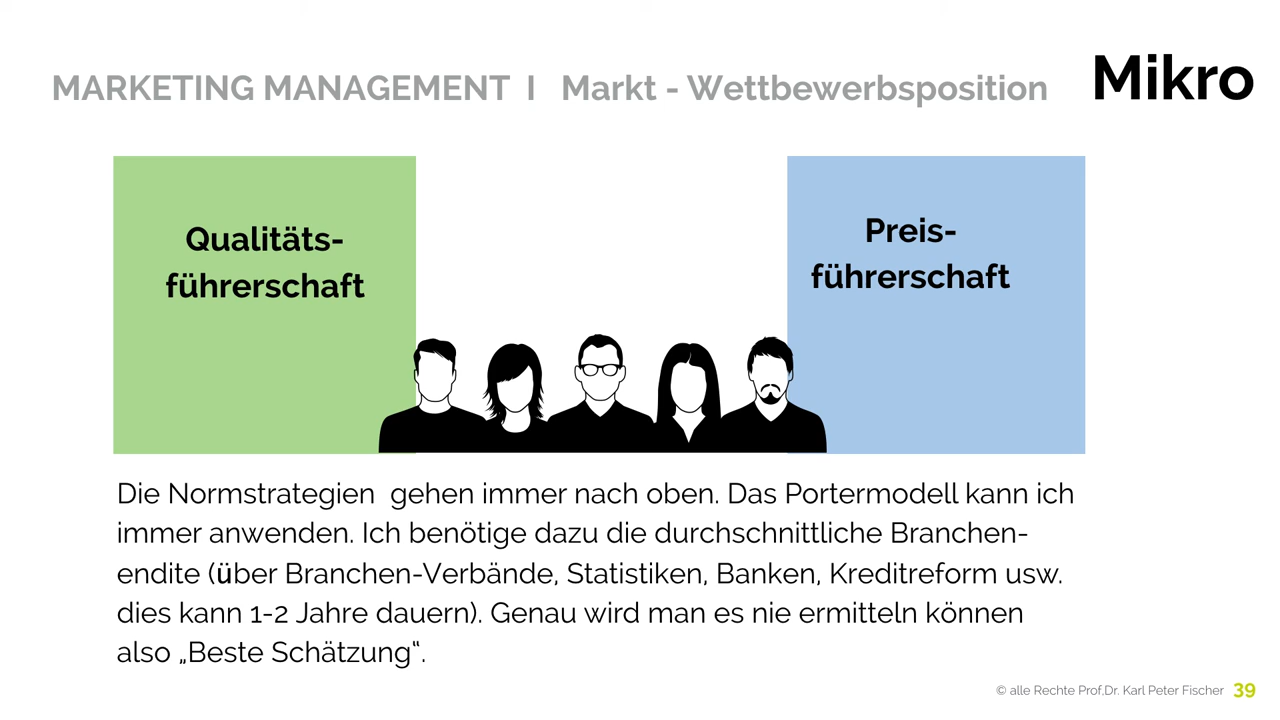 MARKETING MANAGEMENT I Markt - Wettbewerbsposition
Mikro
Qualitäts-
führerschaft
Preis-
führerschaft
Die Normstrategien gehen immer nach oben. Das Portermodell kann ich
immer anwenden. Ich benötige dazu die durchschnittliche Branchen-
endite (über Branchen-Verbände, Statistiken, Banken, Kreditreform usw.
dies kann 1-2 Jahre dauern). Genau wird man es nie ermitteln können
also „Beste Schätzung“.
© alle Rechte Prof.Dr. Karl Peter Fischer 39